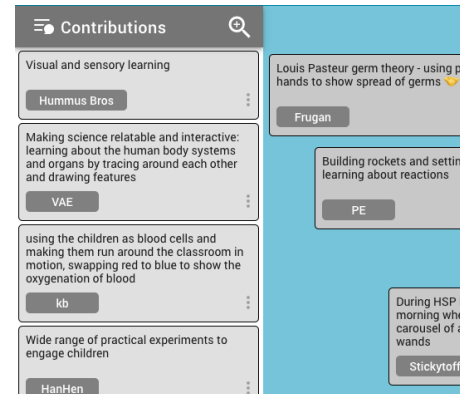 Contributions
Visual and sensory learning
Hummus Bros
Making science relatable and interactive:
learning about the human body systems
and organs by tracing around each other
and drawing features
VAE
using the children as blood cells and
making them run around the classroom in
motion, swapping red to blue to show the
oxygenation of blood
kb
Wide range of practical experiments to
engage children
HanHen
Louis Pasteur germ theory - using
hands to show spread of germs 🤝
Frugan
Building rockets and
learning about reactions
PE
During HSP
morning
carousel of
wands